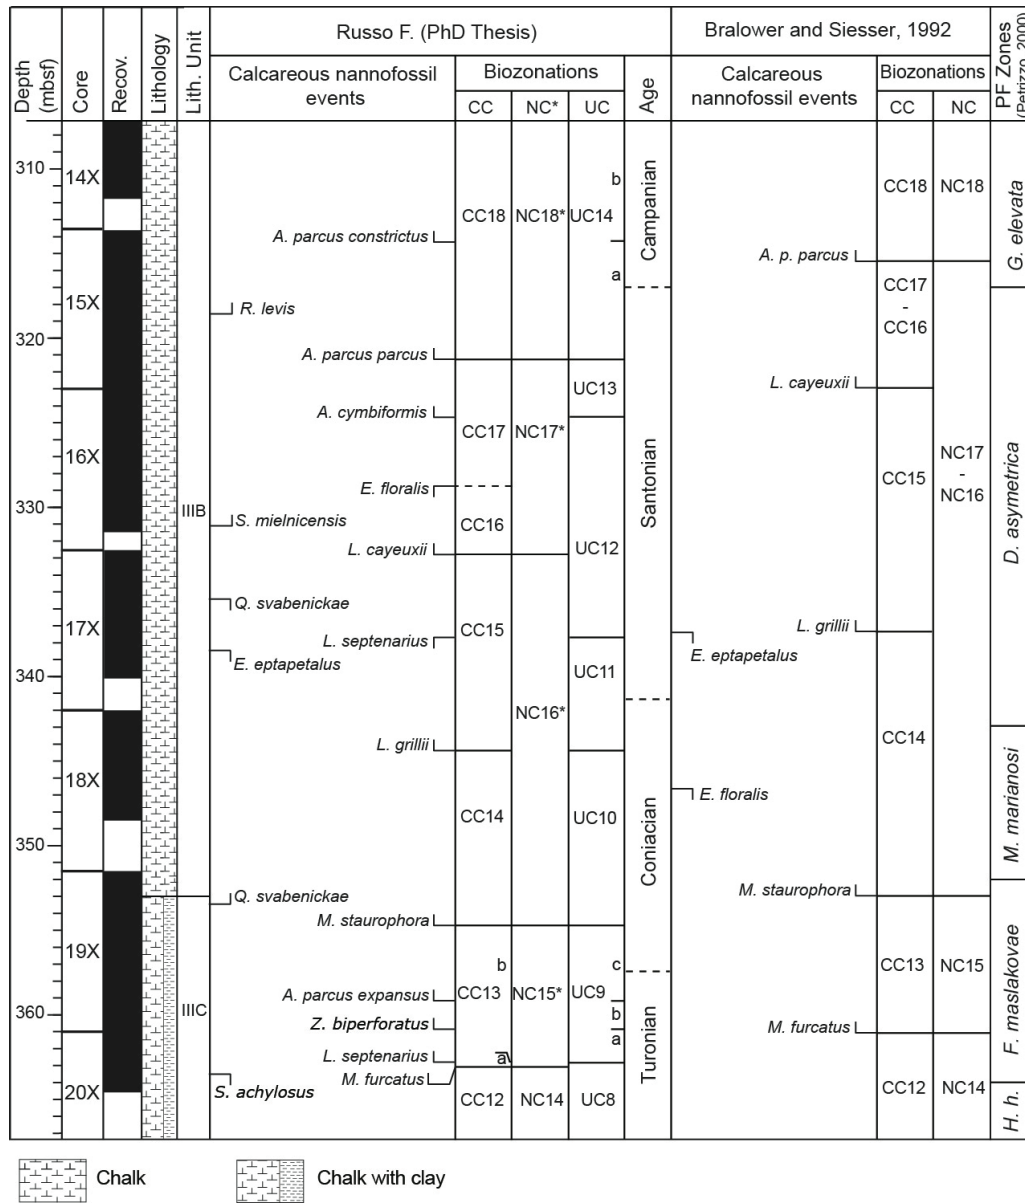 Russo F. (PhD Thesis)
Bralower and Siesser, 1992
Depth
(mbsf)
Core
Recov.
Lithology
Lith. Unit
Calcareous nannofossil
events
Biozonations
CC
NC*
UC
Age
Calcareous
nannofossil events
Biozonations
CC
NC
PF Zones
(Petrizzo, 2000)
310
320
330
340
350
360
14X
15X
16X
17X
18X
19X
20X
IIIB
IIIC
R. levis
S. mielnicensis
Q. svabenickae
E. eptapetalus
Q. svabenickae
S. achylosus
A. parcus constrictus
A. parcus parcus
A. cymbiformis
E. floralis
L. cayeuxii
L. septenarius
L. grillii
M. staurophora
A. parcus expansus
Z. biperforatus
L. septenarius
M. furcatus
CC18
CC17
CC16
CC15
CC14
b
CC13
a
CC12
NC18*
NC17*
NC16*
NC15*
NC14
b
UC14
a
UC13
UC12
UC11
UC10
c
UC9
b
a
UC8
Campanian
Santonian
Coniacian
Turonian
A. p. parcus
L. cayeuxii
L. grillii
E. eptapetalus
E. floralis
M. staurophora
M. furcatus
CC18
CC17
-
CC16
CC15
CC14
CC13
CC12
NC18
NC17
-
NC16
NC15
NC14
G. elevata
D. asymetrica
M. marianosi
F. maslakovae
H. h.
Chalk
Chalk with clay